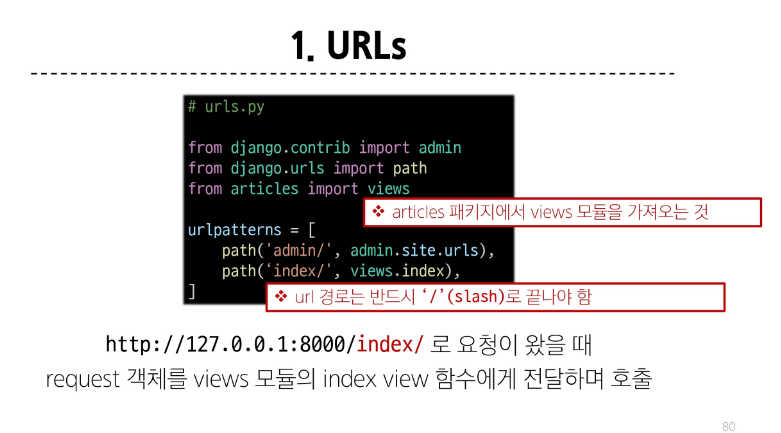 1. URLs
# urls.py
from django.contrib import admin
from django.urls import path
from articles import views
❖ articles 패키지에서 views 모듈을 가져오는 것
urlpatterns = [
path('admin/', admin.site.urls),
path(‘index/', views.index),
]
❖ url 경로는 반드시 ‘/’(slash)로 끝나야 함
http://127.0.0.1:8000/index/ 로 요청이 왔을 때
request 객체를 views 모듈의 index view 함수에게 전달하며 호출
80